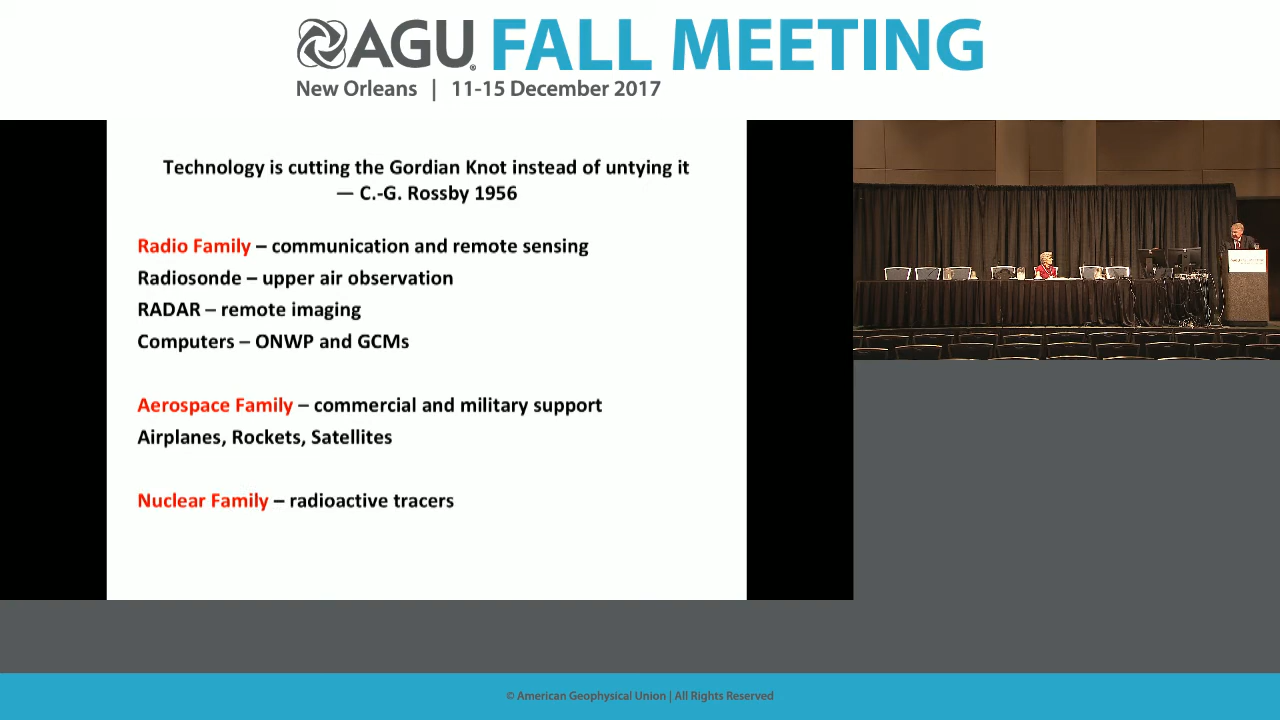 AGU FALL MEETING
New Orleans | 11-15 December 2017
Technology is cutting the Gordian Knot instead of untying it
— C.-G. Rossby 1956
Radio Family – communication and remote sensing
Radiosonde – upper air observation
RADAR – remote imaging
Computers – ONWP and GCMs
Aerospace Family – commercial and military support
Airplanes, Rockets, Satellites
Nuclear Family – radioactive tracers
© American Geophysical Union | All Rights Reserved